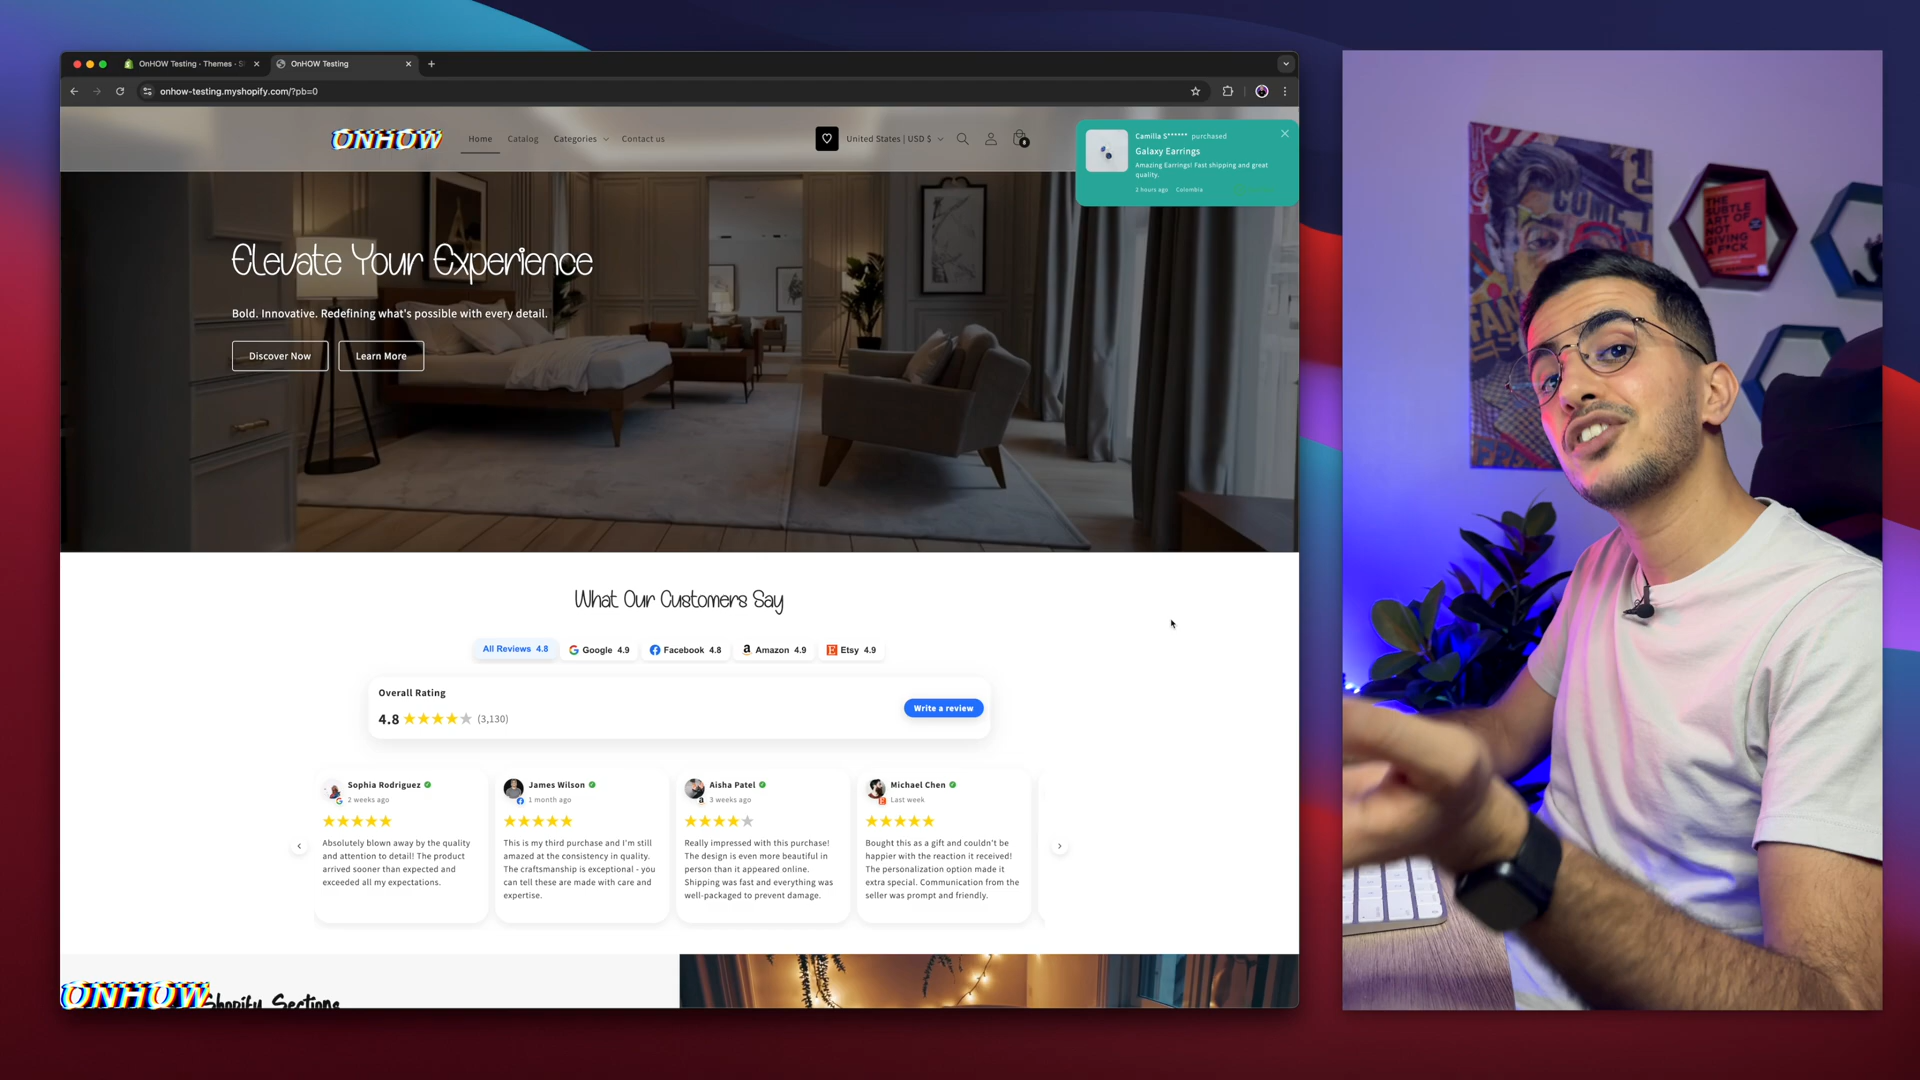 OnHOW Testing · Themes · S
OnHOW Testing
onhow-testing.myshopify.com/?pb=0
ONHOW
Home
Catalog
Categories
Contact us
United States | USD $
Camilla S****** purchased
Galaxy Earrings
Amazing Earrings! Fast shipping and great
quality.
2 hours ago Colombia
Elevate Your Experience
Bold. Innovative. Redefining what's possible with every detail.
Discover Now
Learn More
What Our Customers Say
All Reviews 4.8
Google 4.9
Facebook 4.8
Amazon 4.9
Etsy 4.9
Overall Rating
4.8 (3,130)
Write a review
Sophia Rodriguez
2 weeks ago
Absolutely blown away by the quality
and attention to detail! The product
arrived sooner than expected and
exceeded all my expectations.
James Wilson
1 month ago
This is my third purchase and I'm still
amazed at the consistency in quality.
The craftsmanship is exceptional - you
can tell these are made with care and
expertise.
Aisha Patel
3 weeks ago
Really impressed with this purchase!
The design is even more beautiful in
person than it appeared online.
Shipping was fast and everything was
well-packaged to prevent damage.
Michael Chen
Last week
Bought this as a gift and couldn't be
happier with the reaction it received!
The personalization option made it
extra special. Communication from the
seller was prompt and friendly.
ONHOW
Shopify Sections
COMET
FAN
THE
SUBTLE
ART OF
NOT
GIVING
A F*CK